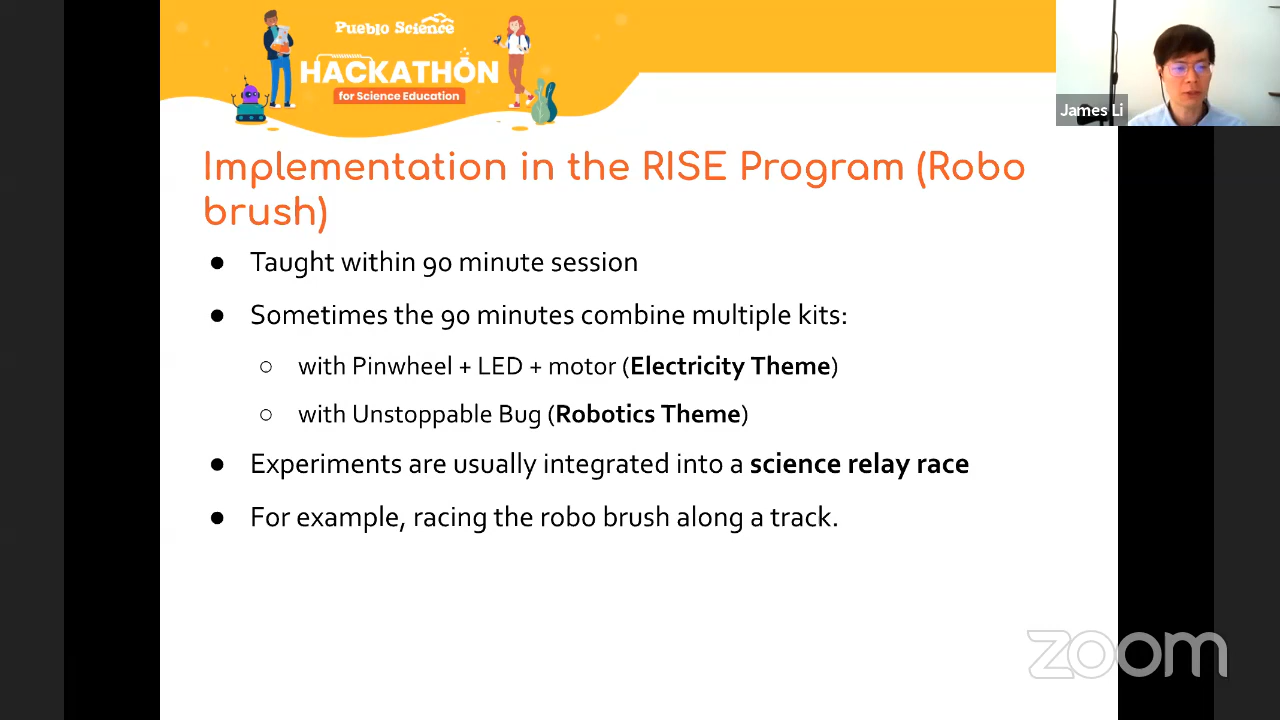 Pueblo Science
HACKATHON
for Science Education
James Li
Implementation in the RISE Program (Robo
brush)
● Taught within 90 minute session
● Sometimes the 90 minutes combine multiple kits:
○ with Pinwheel + LED + motor (Electricity Theme)
○ with Unstoppable Bug (Robotics Theme)
● Experiments are usually integrated into a science relay race
● For example, racing the robo brush along a track.
zoom